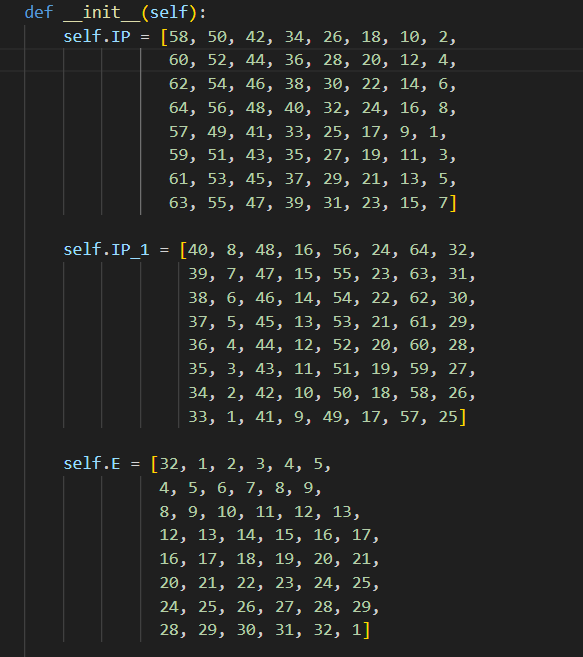 def __init__(self):
self.IP = [58, 50, 42, 34, 26, 18, 10, 2,
60, 52, 44, 36, 28, 20, 12, 4,
62, 54, 46, 38, 30, 22, 14, 6,
64, 56, 48, 40, 32, 24, 16, 8,
57, 49, 41, 33, 25, 17, 9, 1,
59, 51, 43, 35, 27, 19, 11, 3,
61, 53, 45, 37, 29, 21, 13, 5,
63, 55, 47, 39, 31, 23, 15, 7]
self.IP_1 = [40, 8, 48, 16, 56, 24, 64, 32,
39, 7, 47, 15, 55, 23, 63, 31,
38, 6, 46, 14, 54, 22, 62, 30,
37, 5, 45, 13, 53, 21, 61, 29,
36, 4, 44, 12, 52, 20, 60, 28,
35, 3, 43, 11, 51, 19, 59, 27,
34, 2, 42, 10, 50, 18, 58, 26,
33, 1, 41, 9, 49, 17, 57, 25]
self.E = [32, 1, 2, 3, 4, 5,
4, 5, 6, 7, 8, 9,
8, 9, 10, 11, 12, 13,
12, 13, 14, 15, 16, 17,
16, 17, 18, 19, 20, 21,
20, 21, 22, 23, 24, 25,
24, 25, 26, 27, 28, 29,
28, 29, 30, 31, 32, 1]